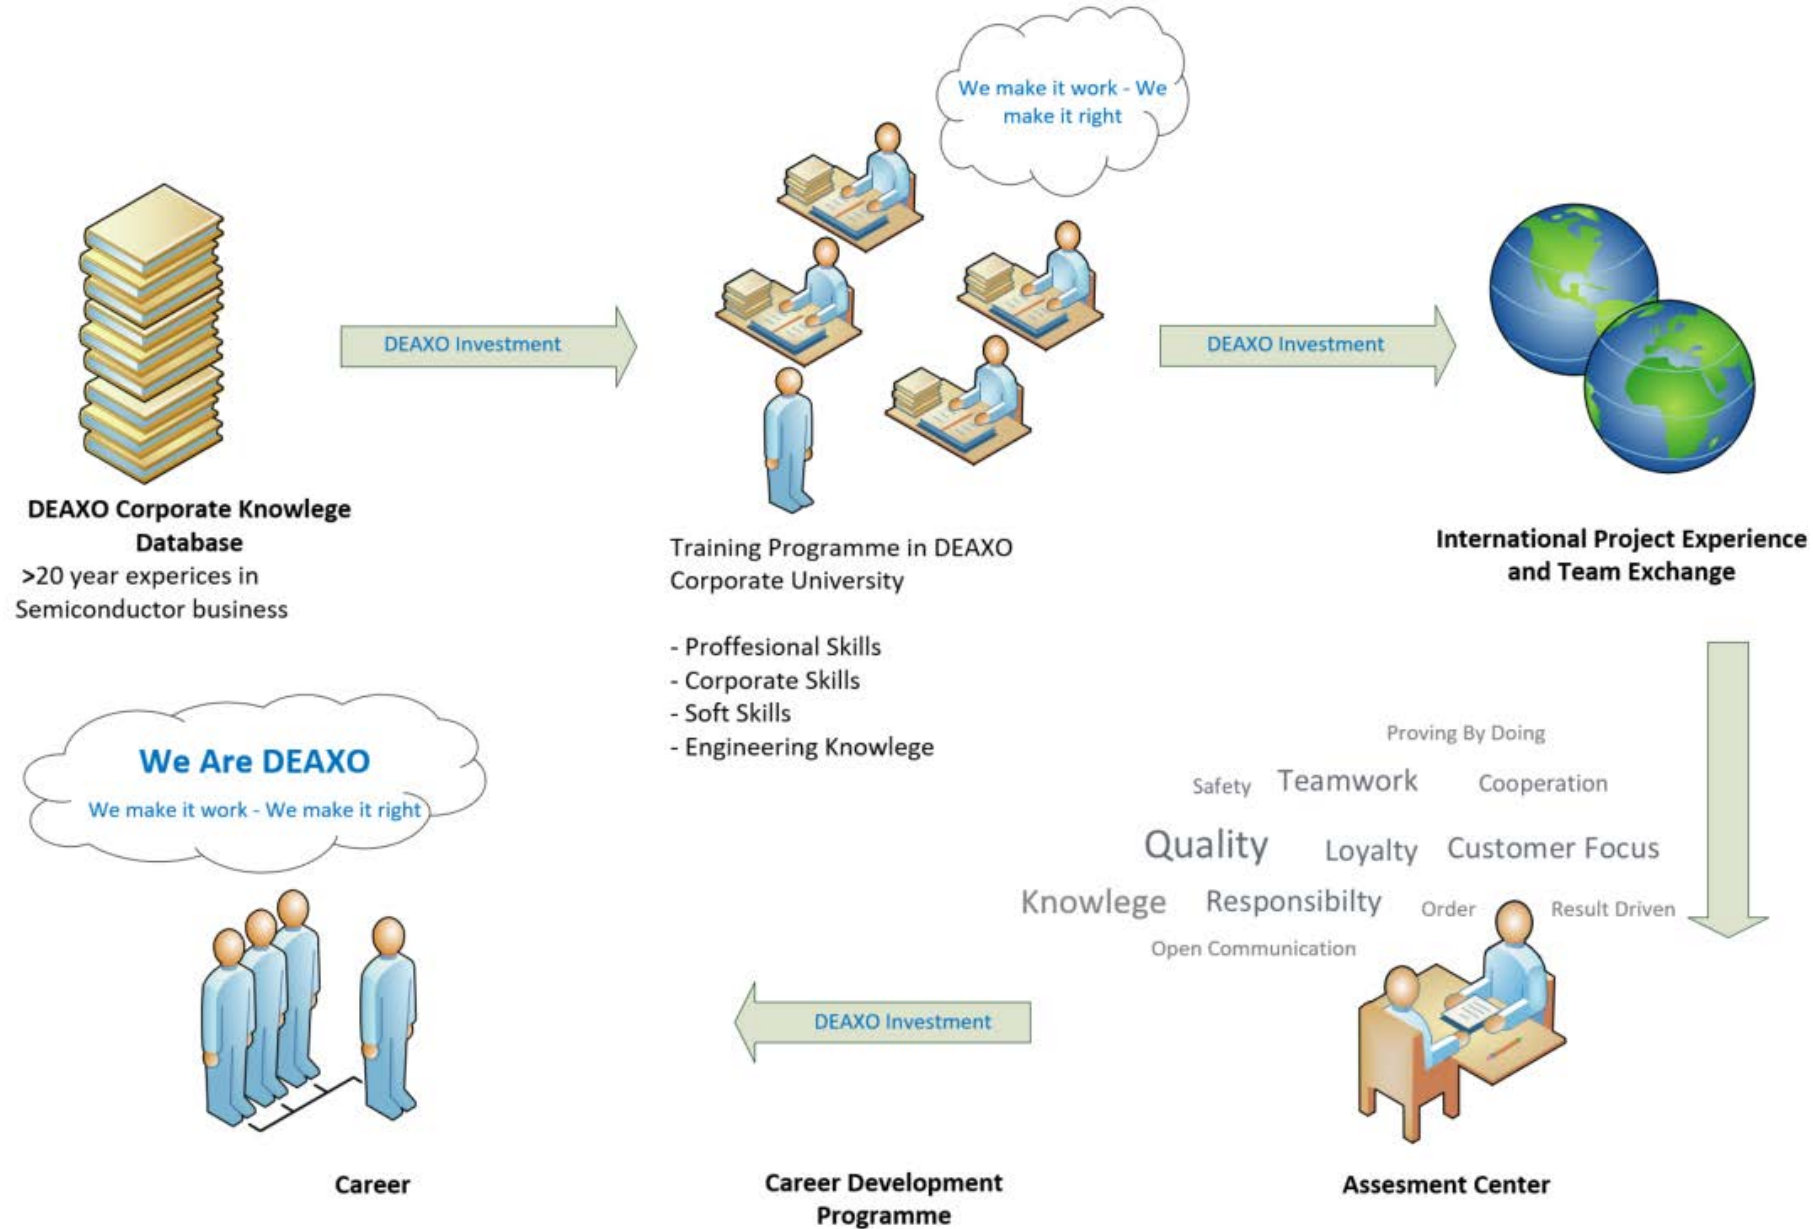 We make it work - We
make it right
DEAXO Investment
DEAXO Investment
DEAXO Corporate Knowlege
Database
>20 year experices in
Semiconductor business
Training Programme in DEAXO
Corporate University
- Proffesional Skills
- Corporate Skills
- Soft Skills
- Engineering Knowlege
International Project Experience
and Team Exchange
Proving By Doing
Safety Teamwork Cooperation
Quality Loyalty Customer Focus
Knowlege Responsibilty Order Result Driven
Open Communication
We Are DEAXO
We make it work - We make it right
DEAXO Investment
Career
Career Development
Programme
Assesment Center